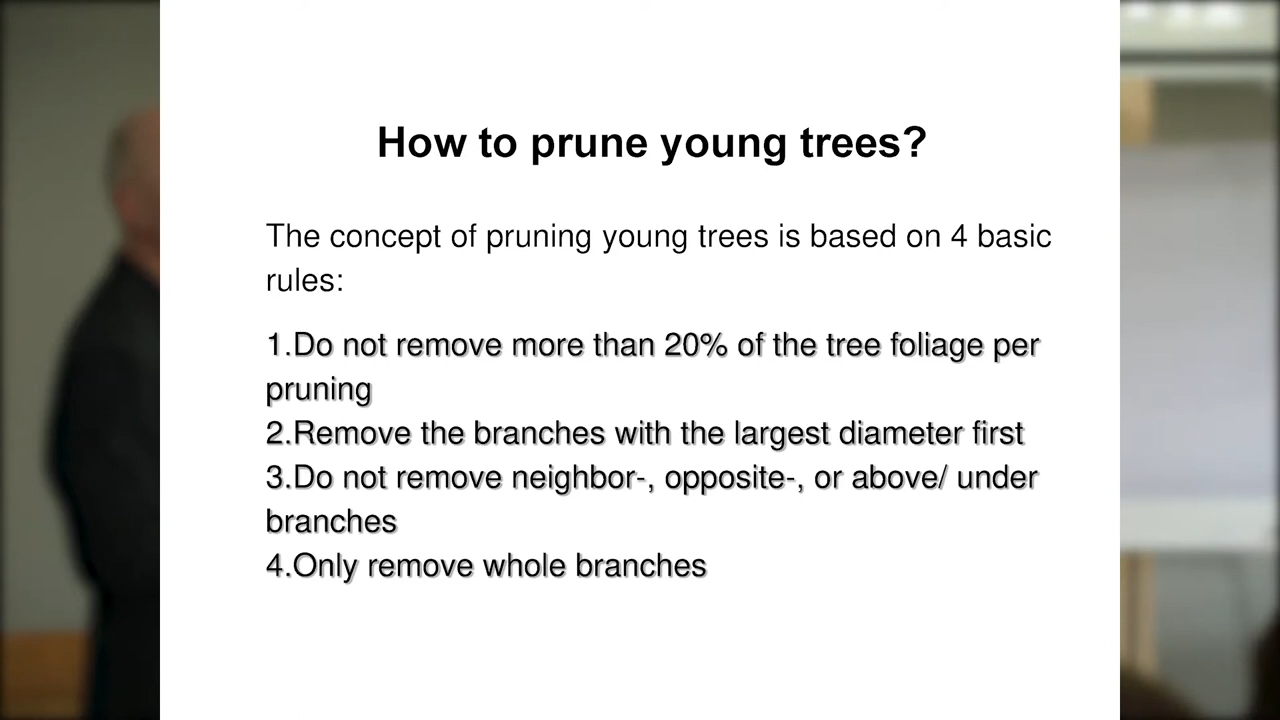 How to prune young trees?
The concept of pruning young trees is based on 4 basic
rules:
1.Do not remove more than 20% of the tree foliage per
pruning
2.Remove the branches with the largest diameter first
3.Do not remove neighbor-, opposite-, or above/ under
branches
4.Only remove whole branches